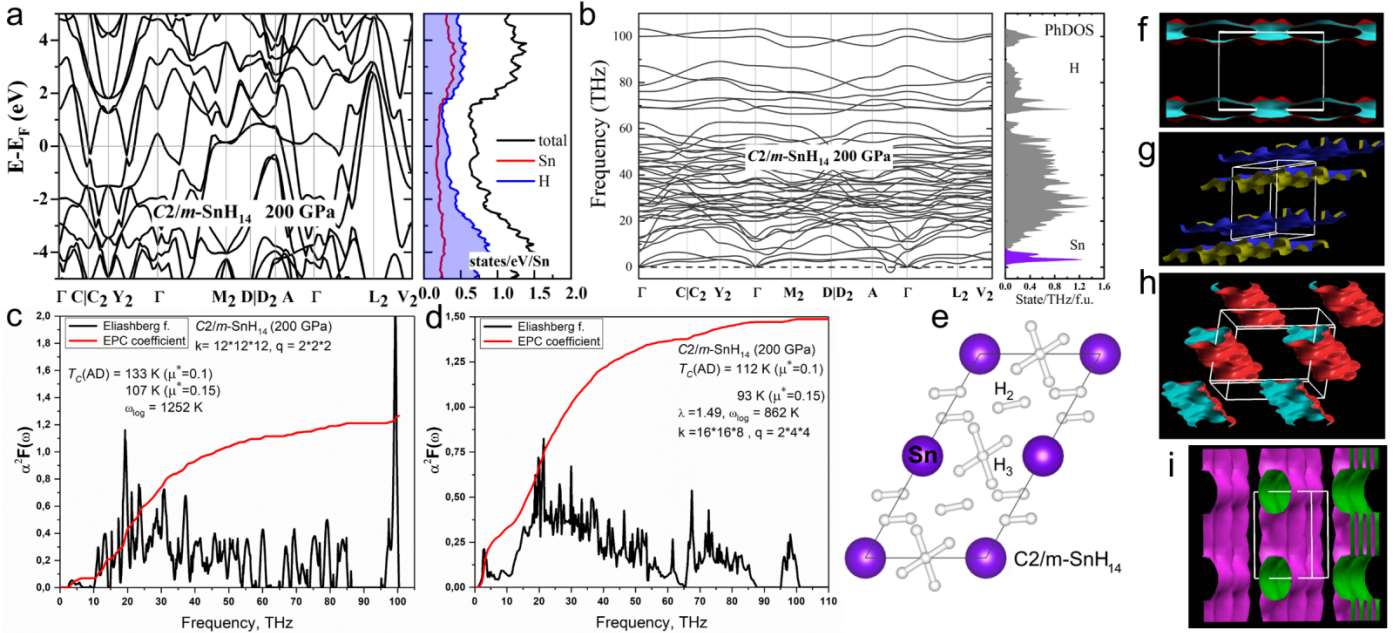 a
E-E_F (eV)
4
2
0
-2
-4
C2/m-SnH14 200 GPa
Γ C|C2 Y2 Γ M2 D|D2 A Γ L2 V2
total
Sn
H
states/eV/Sn
0.0 0.5 1.0 1.5 2.0
b
Frequency (THz)
100
80
60
40
20
0
C2/m-SnH14 200 GPa
Γ C|C2 Y2 Γ M2 D|D2 A Γ L2 V2
PhDOS
H
Sn
0.0 0.4 0.8 1.2 1.6
State/THz/f.u.
c
Eliashberg f.
EPC coefficient
C2/m-SnH14 (200 GPa)
k= 12*12*12, q = 2*2*2
TC(AD) = 133 K (μ*=0.1)
107 K (μ*=0.15)
ωlog = 1252 K
α²F(ω)
2,0
1,8
1,6
1,4
1,2
1,0
0,8
0,6
0,4
0,2
0,0
0 10 20 30 40 50 60 70 80 90 100
Frequency, THz
d
Eliashberg f.
EPC coefficient
C2/m-SnH14 (200 GPa)
TC(AD) = 112 K (μ*=0.1)
93 K (μ*=0.15)
λ =1.49, ωlog = 862 K
k =16*16*8 , q = 2*4*4
α²F(ω)
1,50
1,25
1,00
0,75
0,50
0,25
0,00
0 10 20 30 40 50 60 70 80 90 100 110
Frequency, THz
e
H2
Sn
H3
C2/m-SnH14
f
g
h
i